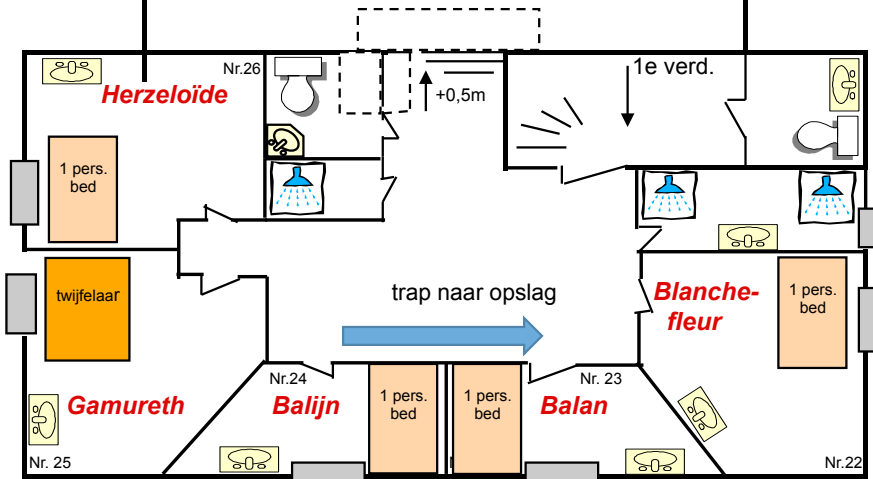 Nr.26
Herzeloïde
+0,5m
1e verd.
1 pers.
bed
twijfelaar
trap naar opslag
Blanche-
fleur
1 pers.
bed
Nr.24
Nr. 23
Gamureth
Balijn
1 pers.
bed
1 pers.
bed
Balan
Nr. 25
Nr.22